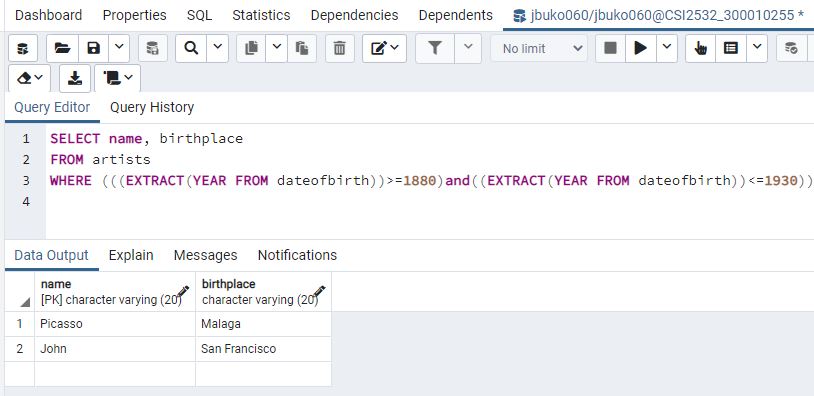 Dashboard Properties SQL Statistics Dependencies Dependents jbuko060/jbuko060@CSI2532_300010255 *
No limit
Query Editor Query History
1 SELECT name, birthplace
2 FROM artists
3 WHERE (((EXTRACT(YEAR FROM dateofbirth))>=1880)and((EXTRACT(YEAR FROM dateofbirth))<=1930))
4
Data Output Explain Messages Notifications
name birthplace
[PK] character varying (20) character varying (20)
1 Picasso Malaga
2 John San Francisco